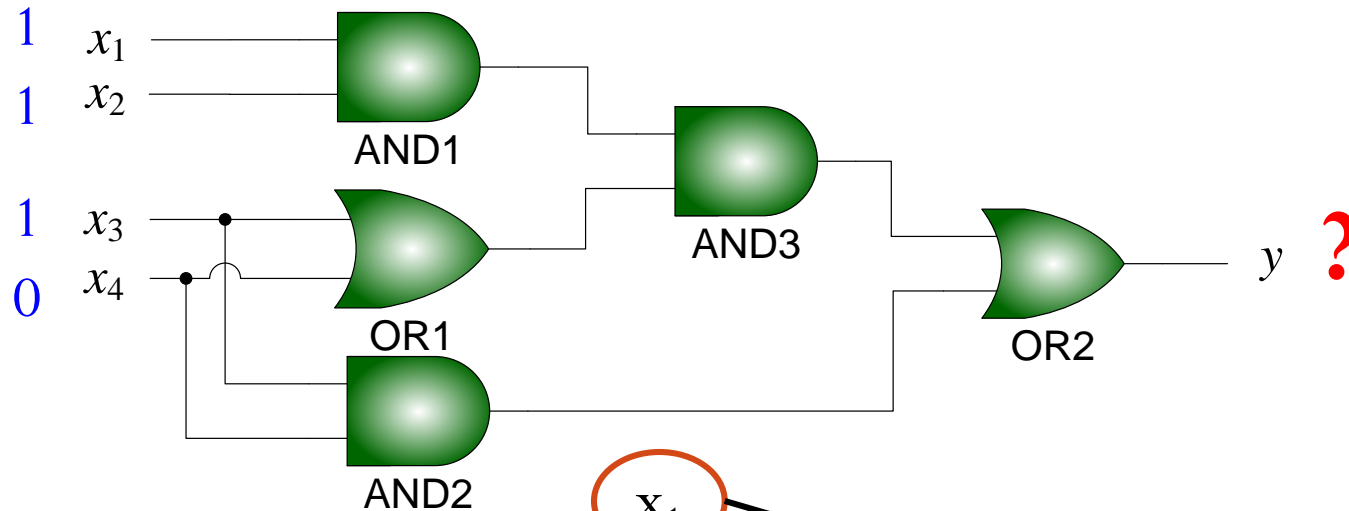 1 x1
1 x2
AND1
1 x3
0 x4
OR1
AND2
AND3
OR2
y ?